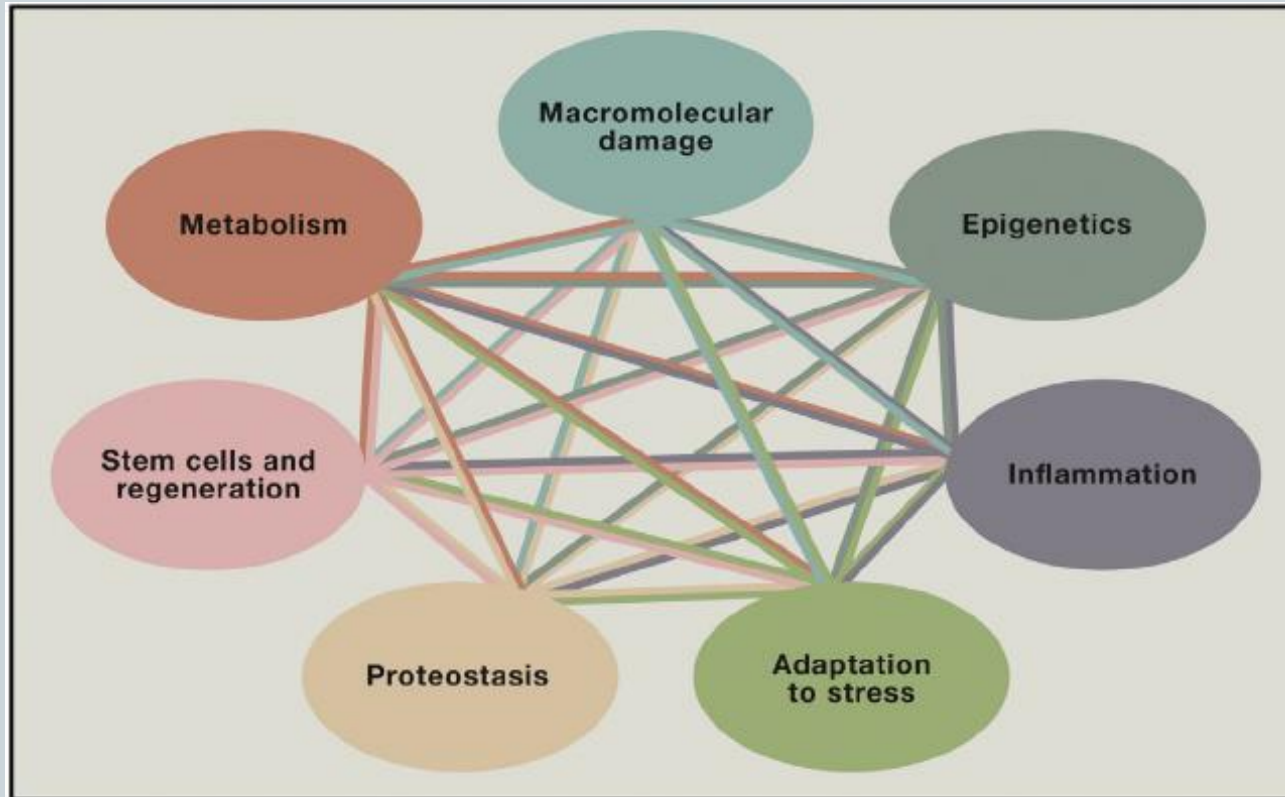 Macromolecular
damage
Metabolism
Epigenetics
Stem cells and
regeneration
Inflammation
Proteostasis
Adaptation
to stress